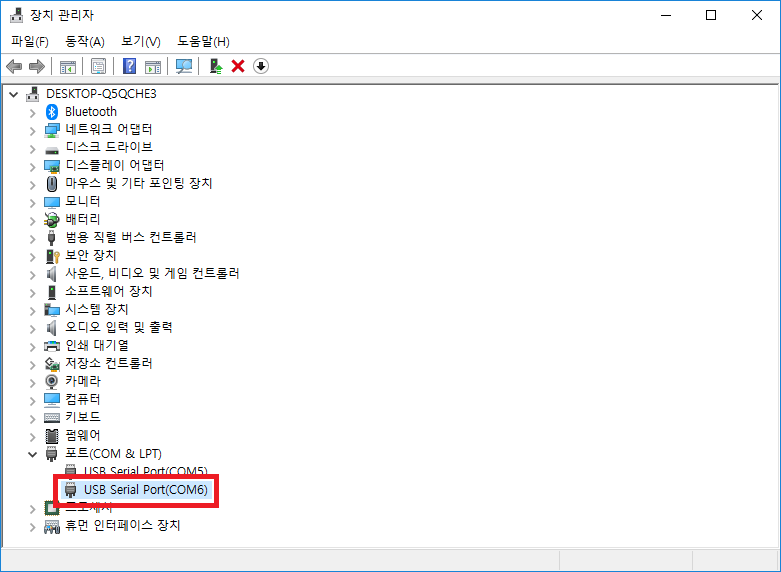 장치 관리자
파일(F) 동작(A) 보기(V) 도움말(H)
DESKTOP-Q5QCHE3
Bluetooth
네트워크 어댑터
디스크 드라이브
디스플레이 어댑터
마우스 및 기타 포인팅 장치
모니터
배터리
범용 직렬 버스 컨트롤러
보안 장치
사운드, 비디오 및 게임 컨트롤러
소프트웨어 장치
시스템 장치
오디오 입력 및 출력
인쇄 대기열
저장소 컨트롤러
카메라
컴퓨터
키보드
펌웨어
포트(COM & LPT)
USB Serial Port(COM5)
USB Serial Port(COM6)
프로세서
휴먼 인터페이스 장치